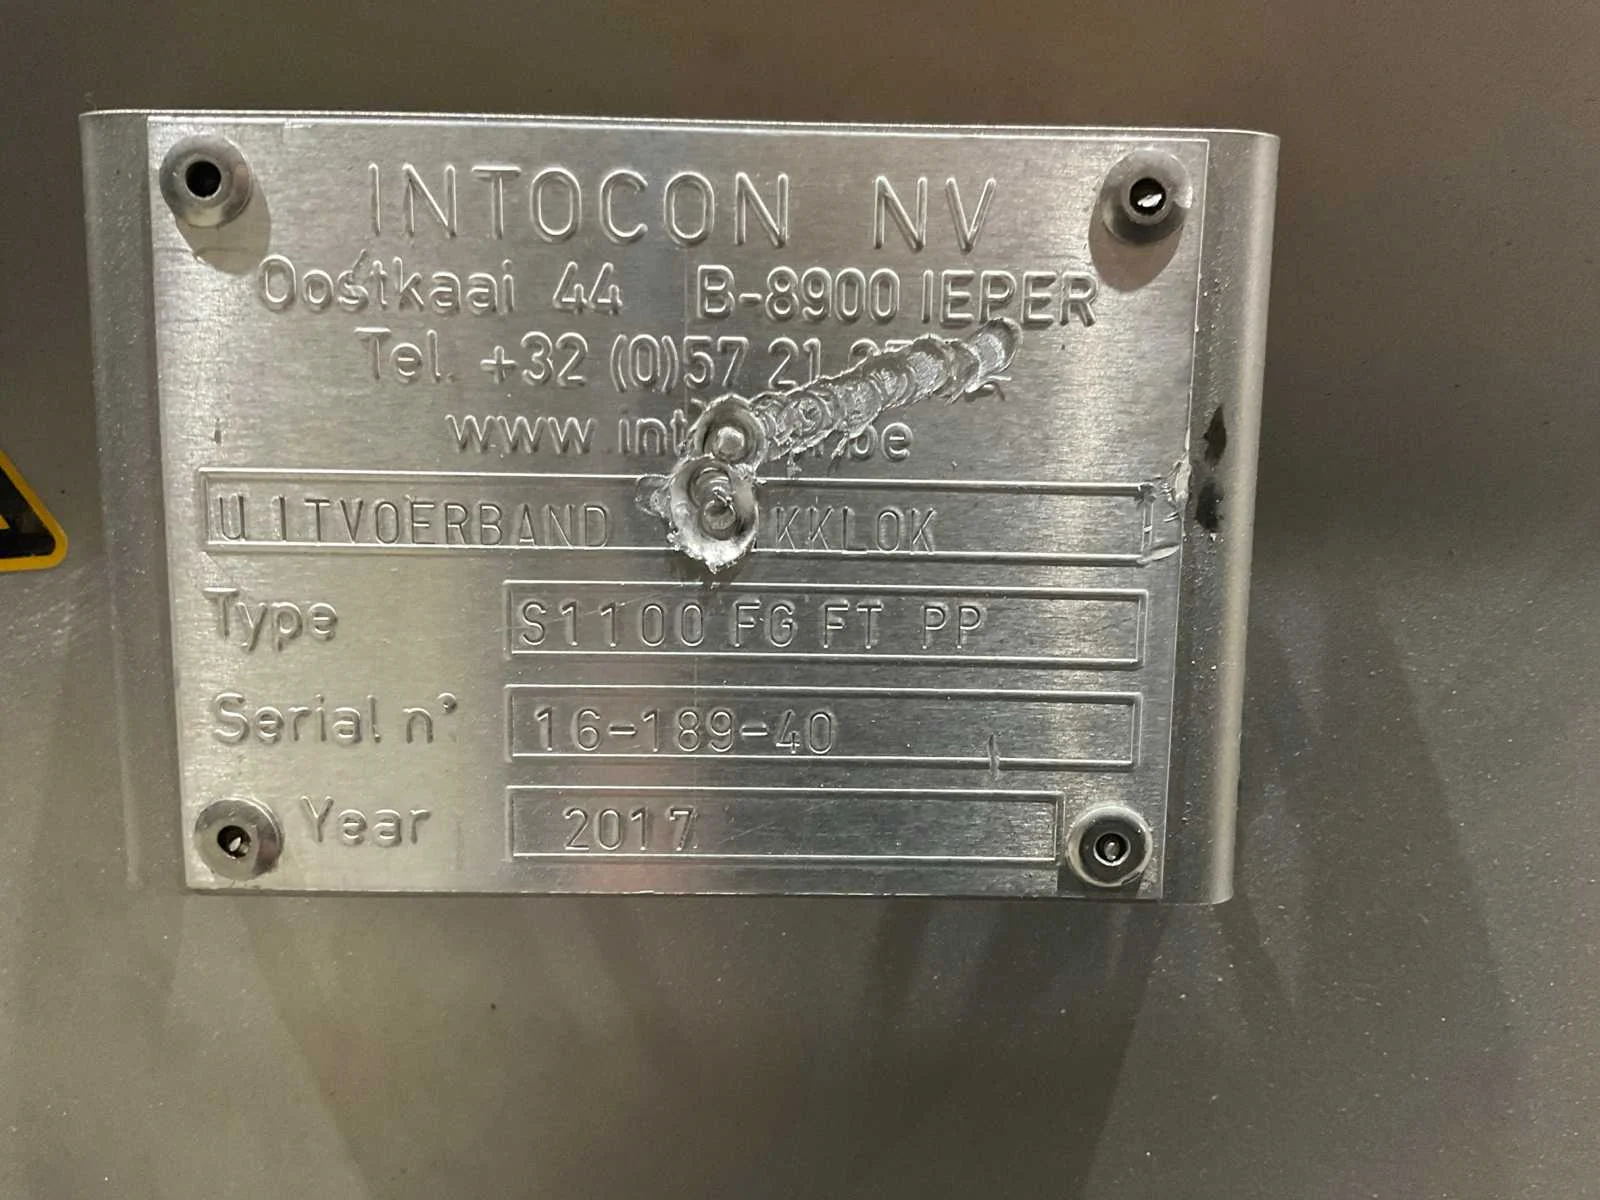 INTOCON NV
Oostkaai 44 B-8900 IEPER
Tel. +32 (0)57 21
UITVOERBAND
Type S1100 FG FT PP
Serial n° 16-189-40
Year 2017